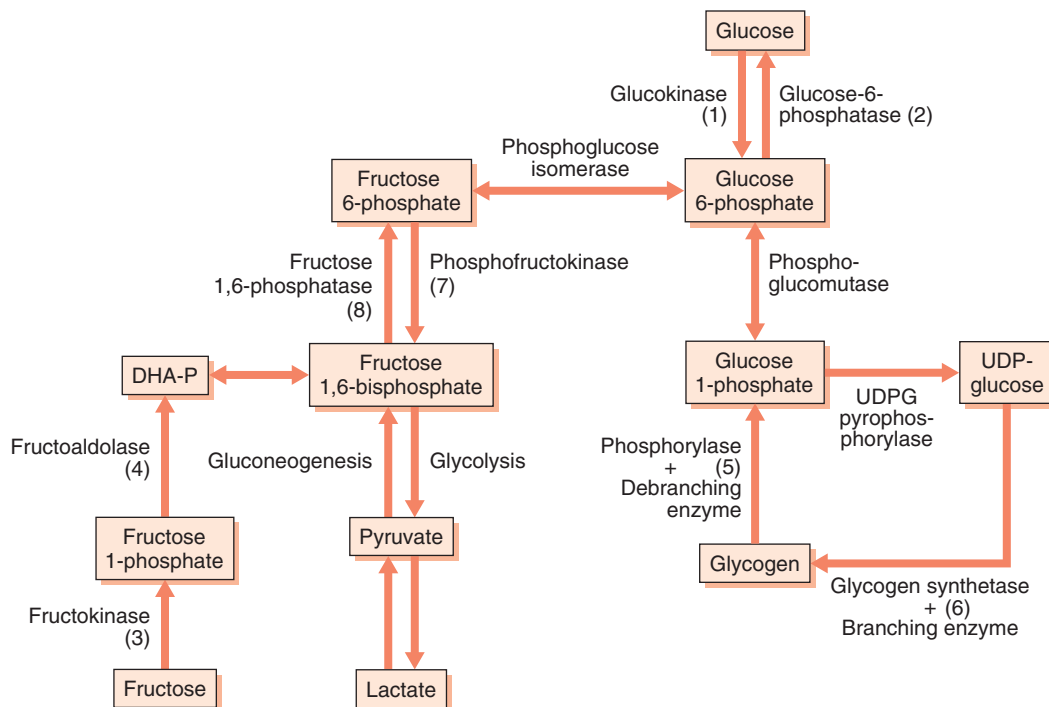 Glucose
Glucokinase
(1)
Glucose-6-
phosphatase (2)
Phosphoglucose
isomerase
Fructose
6-phosphate
Glucose
6-phosphate
Fructose
1,6-phosphatase
(8)
Phosphofructokinase
(7)
Phospho-
glucomutase
DHA-P
Fructose
1,6-bisphosphate
Glucose
1-phosphate
UDP-
glucose
UDPG
pyrophos-
phorylase
Fructoaldolase
(4)
Gluconeogenesis
Glycolysis
Phosphorylase
+ (5)
Debranching
enzyme
Fructose
1-phosphate
Pyruvate
Glycogen
Glycogen synthetase
+ (6)
Branching enzyme
Fructokinase
(3)
Fructose
Lactate